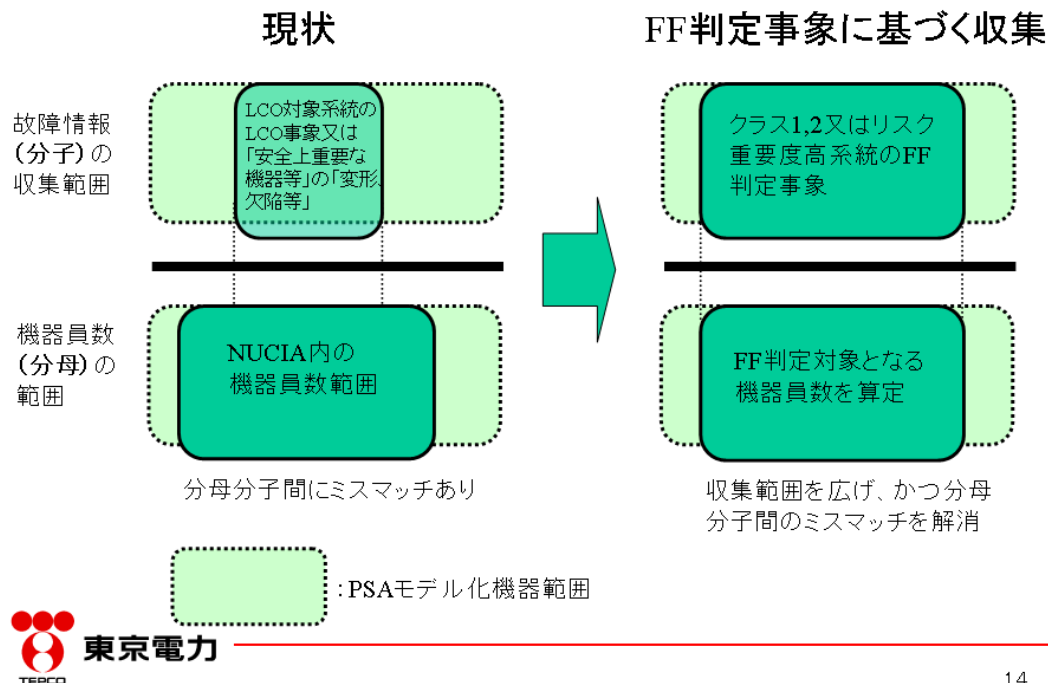 現状
FF判定事象に基づく収集
故障情報
(分子)の
収集範囲
LCO対象系統の
LCO事象又は
「安全上重要な
機器等」の「変形、
欠陥等」
クラス1,2又はリスク
重要度高系統のFF
判定事象
機器員数
(分母)の
範囲
NUCIA内の
機器員数範囲
FF判定対象となる
機器員数を算定
分母分子間にミスマッチあり
収集範囲を広げ、かつ分母
分子間のミスマッチを解消
:PSAモデル化機器範囲
東京電力
TEPCO
14